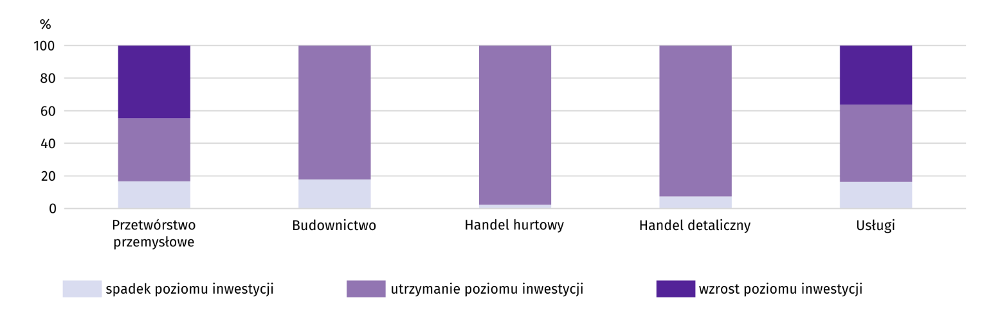 %
100
80
60
40
20
0
Przetwórstwo
przemysłowe
Budownictwo
Handel hurtowy
Handel detaliczny
Usługi
spadek poziomu inwestycji
utrzymanie poziomu inwestycji
wzrost poziomu inwestycji